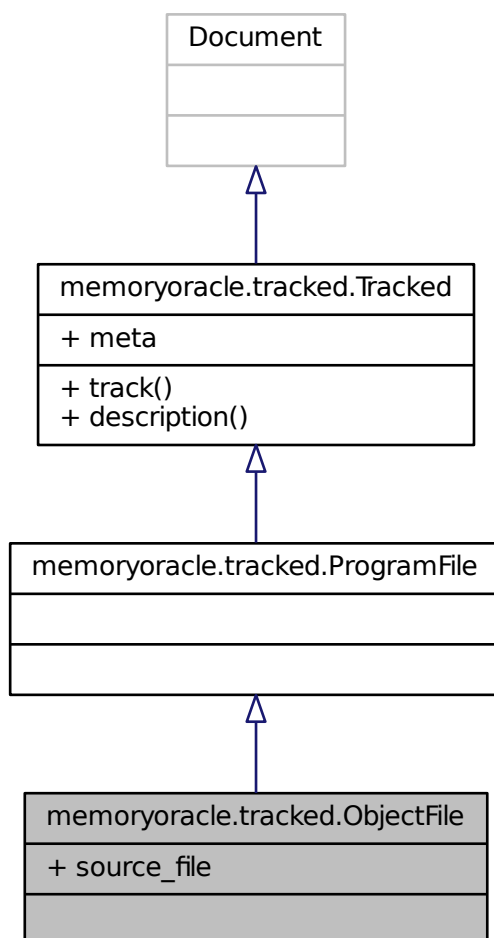 Document
memoryoracle.tracked.Tracked
+ meta
+ track()
+ description()
memoryoracle.tracked.ProgramFile
memoryoracle.tracked.ObjectFile
+ source_file